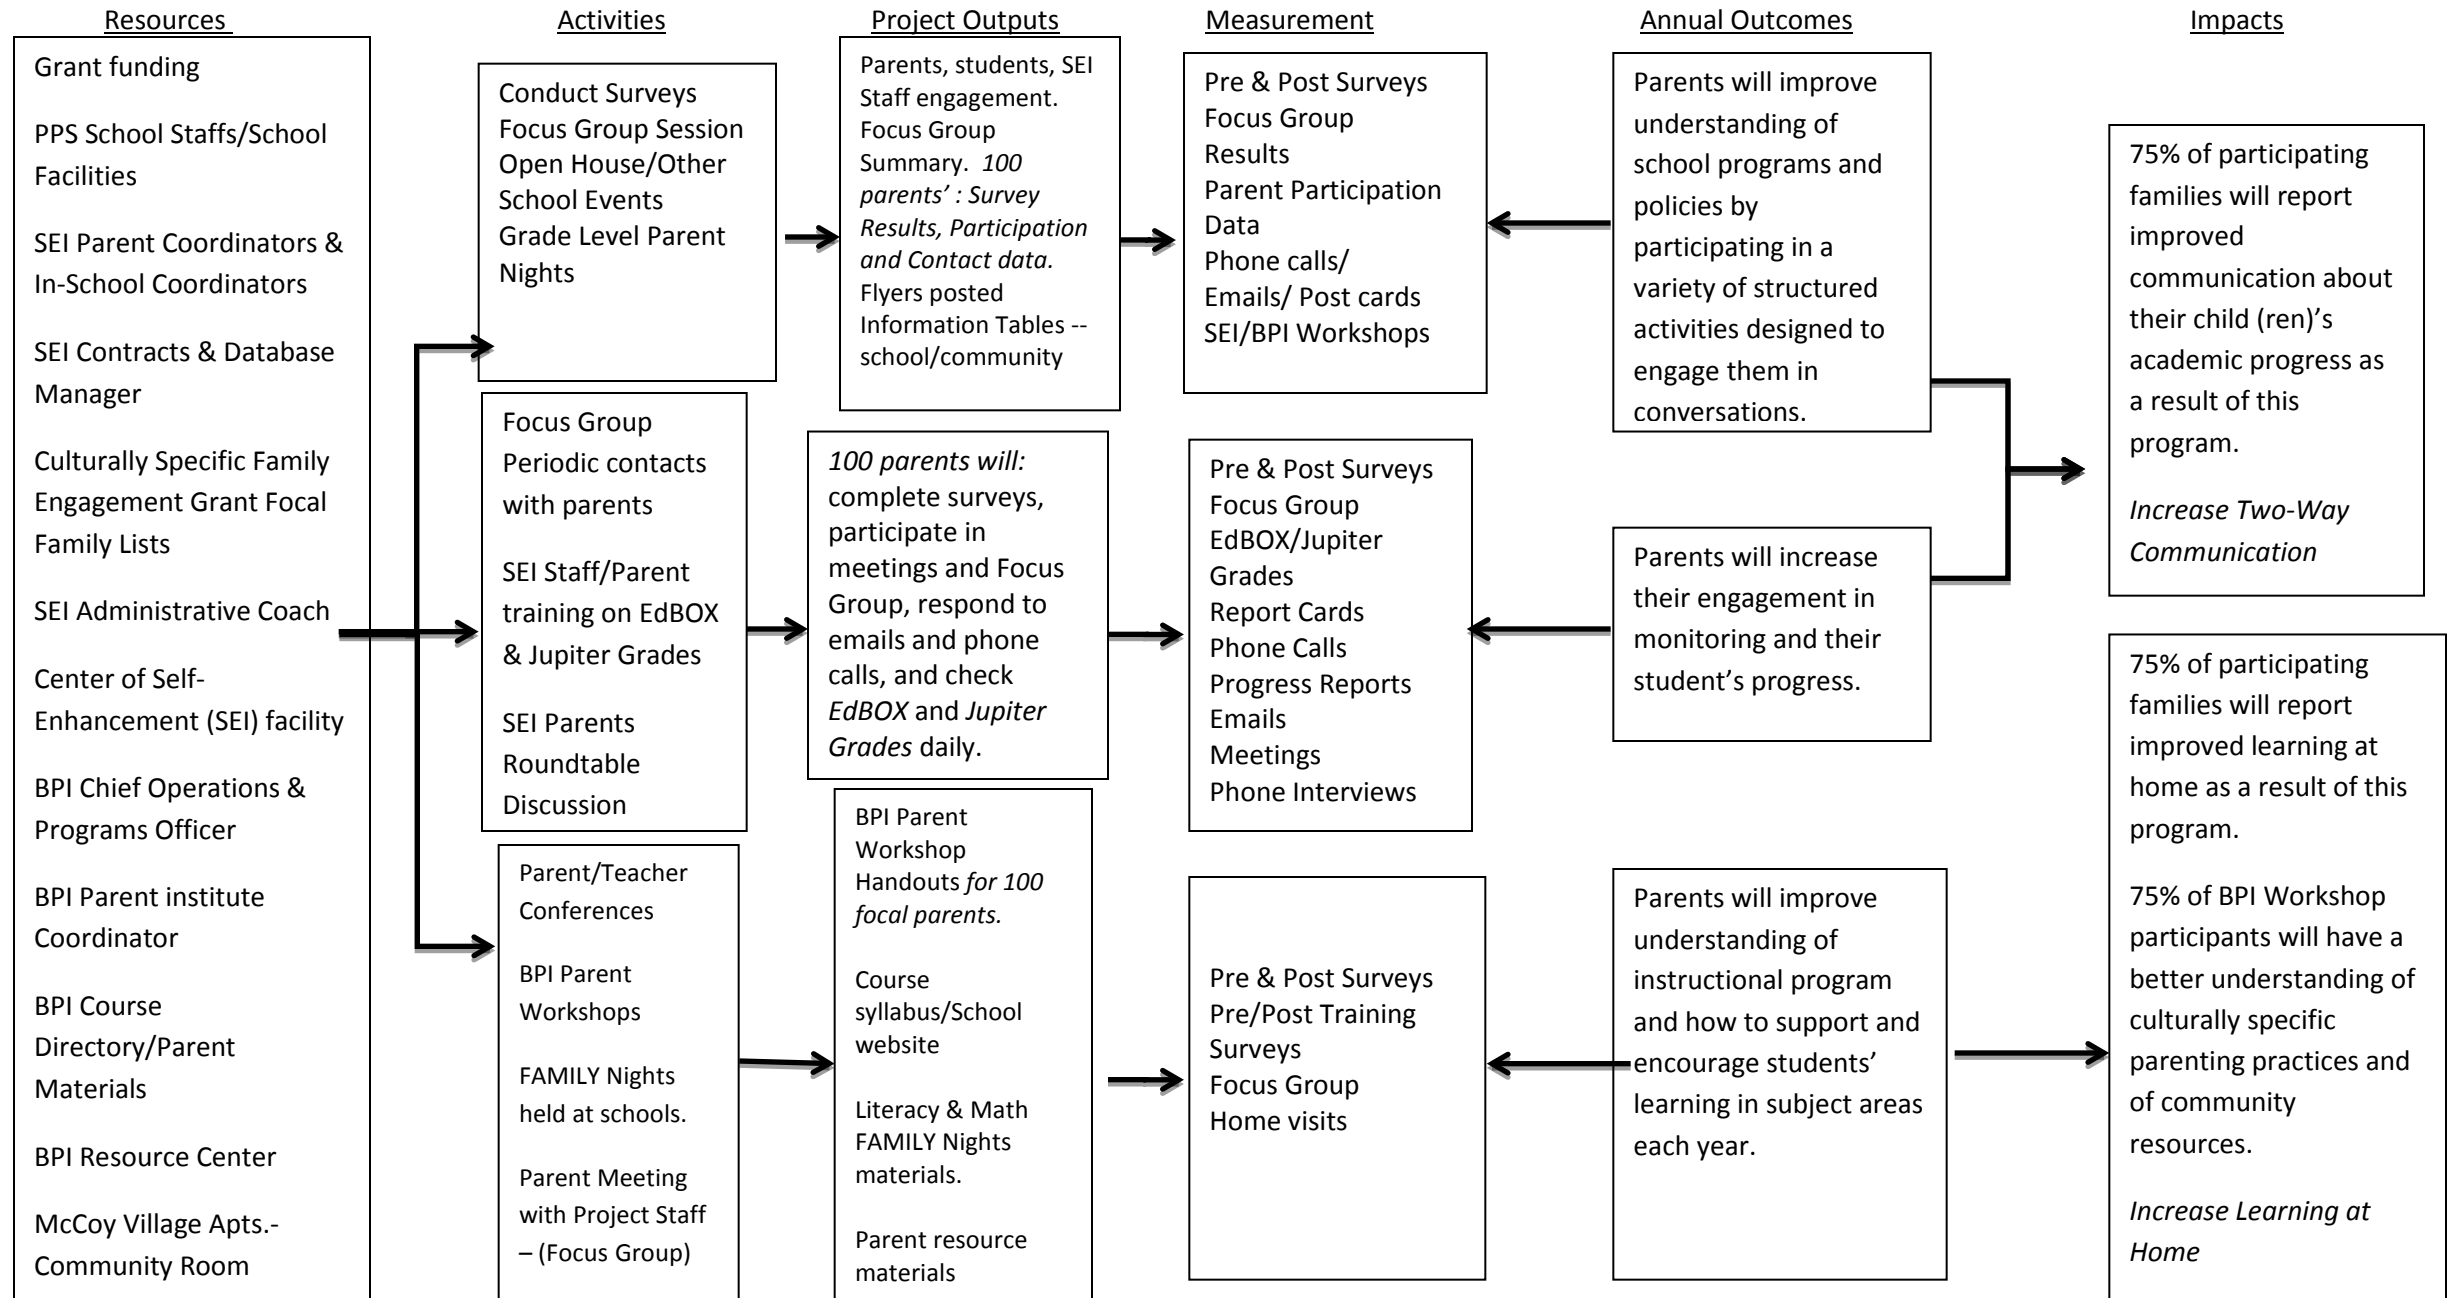 Resources
Activities
Project Outputs
Measurement
Annual Outcomes
Impacts
Grant funding
PPS School Staffs/School
Facilities
SEI Parent Coordinators &
In-School Coordinators
SEI Contracts & Database
Manager
Culturally Specific Family
Engagement Grant Focal
Family Lists
SEI Administrative Coach
Center of Self-
Enhancement (SEI) facility
BPI Chief Operations &
Programs Officer
BPI Parent institute
Coordinator
BPI Course
Directory/Parent
Materials
BPI Resource Center
McCoy Village Apts.-
Community Room
Conduct Surveys
Focus Group Session
Open House/Other
School Events
Grade Level Parent
Nights
Focus Group
Periodic contacts
with parents
SEI Staff/Parent
training on EdBOX
& Jupiter Grades
SEI Parents
Roundtable
Discussion
Parent/Teacher
Conferences
BPI Parent
Workshops
FAMILY Nights
held at schools.
Parent Meeting
with Project Staff
– (Focus Group)
Parents, students, SEI
Staff engagement.
Focus Group
Summary. 100
parents’ : Survey
Results, Participation
and Contact data.
Flyers posted
Information Tables --
school/community
100 parents will:
complete surveys,
participate in
meetings and Focus
Group, respond to
emails and phone
calls, and check
EdBOX and Jupiter
Grades daily.
BPI Parent
Workshop
Handouts for 100
focal parents.
Course
syllabus/School
website
Literacy & Math
FAMILY Nights
materials.
Parent resource
materials
Pre & Post Surveys
Focus Group
Results
Parent Participation
Data
Phone calls/
Emails/ Post cards
SEI/BPI Workshops
Pre & Post Surveys
Focus Group
EdBOX/Jupiter
Grades
Report Cards
Phone Calls
Progress Reports
Emails
Meetings
Phone Interviews
Pre & Post Surveys
Pre/Post Training
Surveys
Focus Group
Home visits
Parents will improve
understanding of
school programs and
policies by
participating in a
variety of structured
activities designed to
engage them in
conversations.
Parents will increase
their engagement in
monitoring and their
student’s progress.
Parents will improve
understanding of
instructional program
and how to support and
encourage students’
learning in subject areas
each year.
75% of participating
families will report
improved
communication about
their child (ren)’s
academic progress as
a result of this
program.
Increase Two-Way
Communication
75% of participating
families will report
improved learning at
home as a result of this
program.
75% of BPI Workshop
participants will have a
better understanding of
culturally specific
parenting practices and
of community
resources.
Increase Learning at
Home